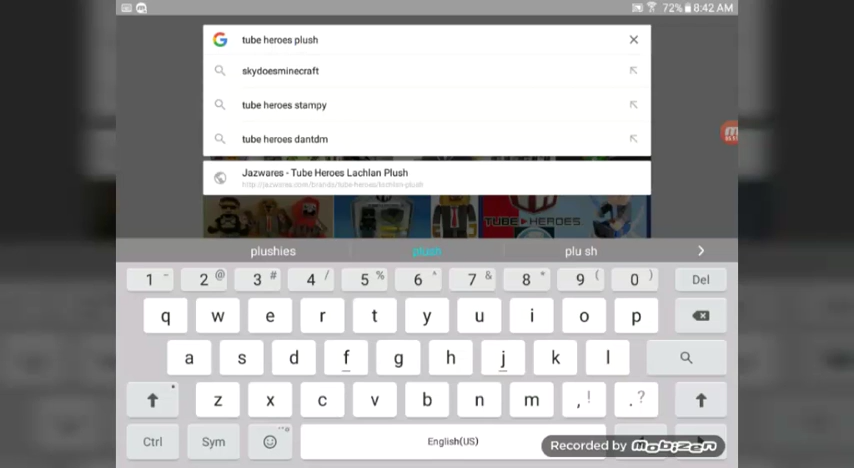 72% 8:42 AM
tube heroes plush
skydoesminecraft
tube heroes stampy
tube heroes dantdm
Jazwares - Tube Heroes Lachlan Plush
http://jazwares.com/brands/tube-heroes/lachlan-plush
TUBE HEROES
plushies plush plu sh
1 - 2 @ 3 # 4 / 5 % 6 ^ 7 & 8 * 9 ( 0 ) Del
q w e r t y u i o p
a s d f g h j k l
z x c v b n m , ! . ?
Ctrl Sym English(US)
Recorded by mobizen